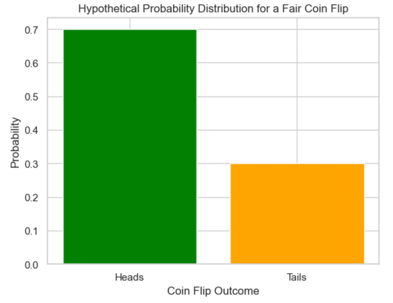 Hypothetical Probability Distribution for a Fair Coin Flip
0.7
0.6
0.5
0.4
0.3
0.2
0.1
0.0
Probability
Heads
Tails
Coin Flip Outcome